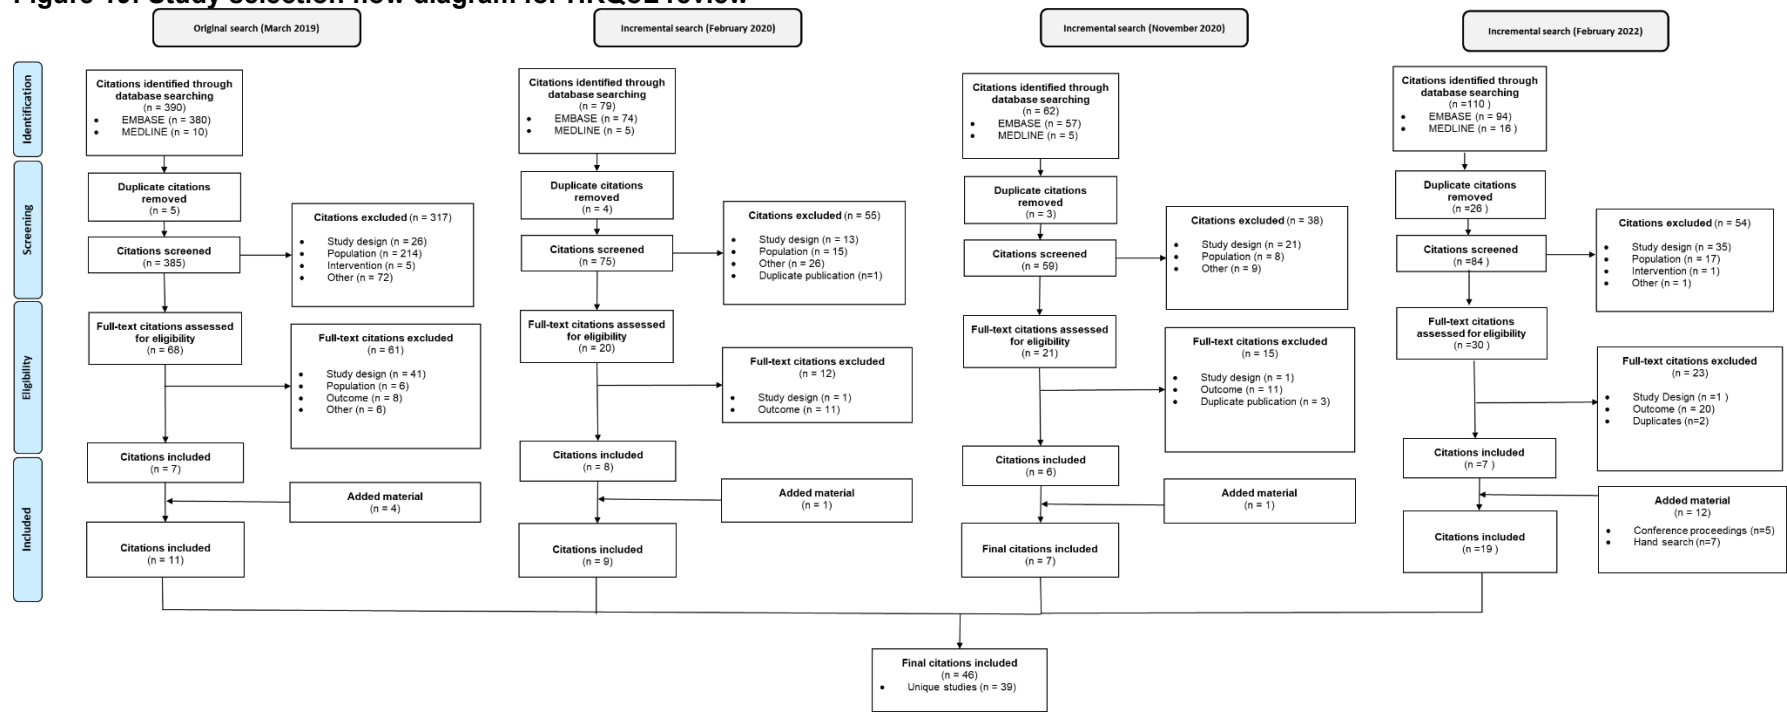 Original search (March 2019)
Incremental search (February 2020)
Incremental search (November 2020)
Incremental search (February 2022)
Identification
Screening
Eligibility
Included
Citations identified through
database searching
(n = 390)
• EMBASE (n = 380)
• MEDLINE (n = 10)
Duplicate citations
removed
(n = 5)
Citations screened
(n = 385)
Citations excluded (n = 317)
• Study design (n = 26)
• Population (n = 214)
• Intervention (n = 5)
• Other (n = 72)
Full-text citations assessed
for eligibility
(n = 68)
Full-text citations excluded
(n = 61)
• Study design (n = 41)
• Population (n = 6)
• Outcome (n = 8)
• Other (n = 6)
Citations included
(n = 7)
Added material
(n = 4)
Citations included
(n = 11)
Citations identified through
database searching
(n = 79)
• EMBASE (n = 74)
• MEDLINE (n = 5)
Duplicate citations
removed
(n = 4)
Citations screened
(n = 75)
Citations excluded (n = 55)
• Study design (n = 13)
• Population (n = 15)
• Other (n = 26)
• Duplicate publication (n=1)
Full-text citations assessed
for eligibility
(n = 20)
Full-text citations excluded
(n = 12)
• Study design (n = 1)
• Outcome (n = 11)
Citations included
(n = 8)
Added material
(n = 1)
Citations included
(n = 9)
Citations identified through
database searching
(n = 62)
• EMBASE (n = 57)
• MEDLINE (n = 5)
Duplicate citations
removed
(n = 3)
Citations screened
(n = 59)
Citations excluded (n = 38)
• Study design (n = 21)
• Population (n = 8)
• Other (n = 9)
Full-text citations assessed
for eligibility
(n = 21)
Full-text citations excluded
(n = 15)
• Study design (n = 1)
• Outcome (n = 11)
• Duplicate publication (n = 3)
Citations included
(n = 6)
Added material
(n = 1)
Final citations included
(n = 7)
Citations identified through
database searching
(n =110 )
• EMBASE (n = 94)
• MEDLINE (n = 16 )
Duplicate citations
removed
(n =26 )
Citations screened
(n =84 )
Citations excluded (n = 54)
• Study design (n = 35)
• Population (n = 17)
• Intervention (n = 1)
• Other (n = 1)
Full-text citations
assessed for eligibility
(n =30 )
Full-text citations excluded
(n = 23)
• Study Design (n =1 )
• Outcome (n = 20)
• Duplicates (n=2)
Citations included
(n =7 )
Added material
(n = 12)
• Conference proceedings (n=5)
• Hand search (n=7)
Citations included
(n =19 )
Final citations included
(n = 46)
• Unique studies (n = 39)